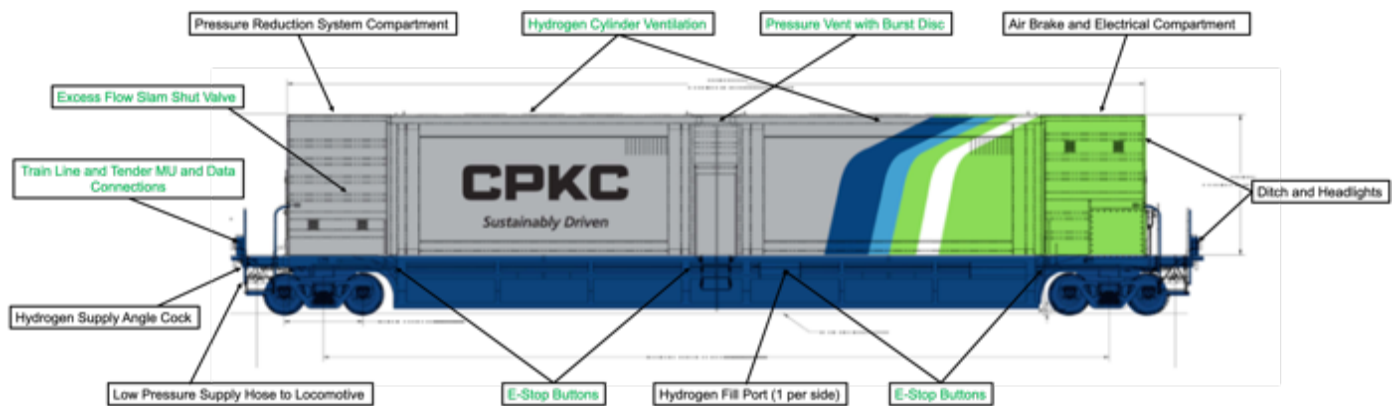 Pressure Reduction System Compartment
Hydrogen Cylinder Ventilation
Pressure Vent with Burst Disc
Air Brake and Electrical Compartment
Excess Flow Slam Shut Valve
Train Line and Tender MU and Data
Connections
CPKC
Sustainably Driven
Ditch and Headlights
Hydrogen Supply Angle Cock
Low Pressure Supply Hose to Locomotive
E-Stop Buttons
Hydrogen Fill Port (1 per side)
E-Stop Buttons